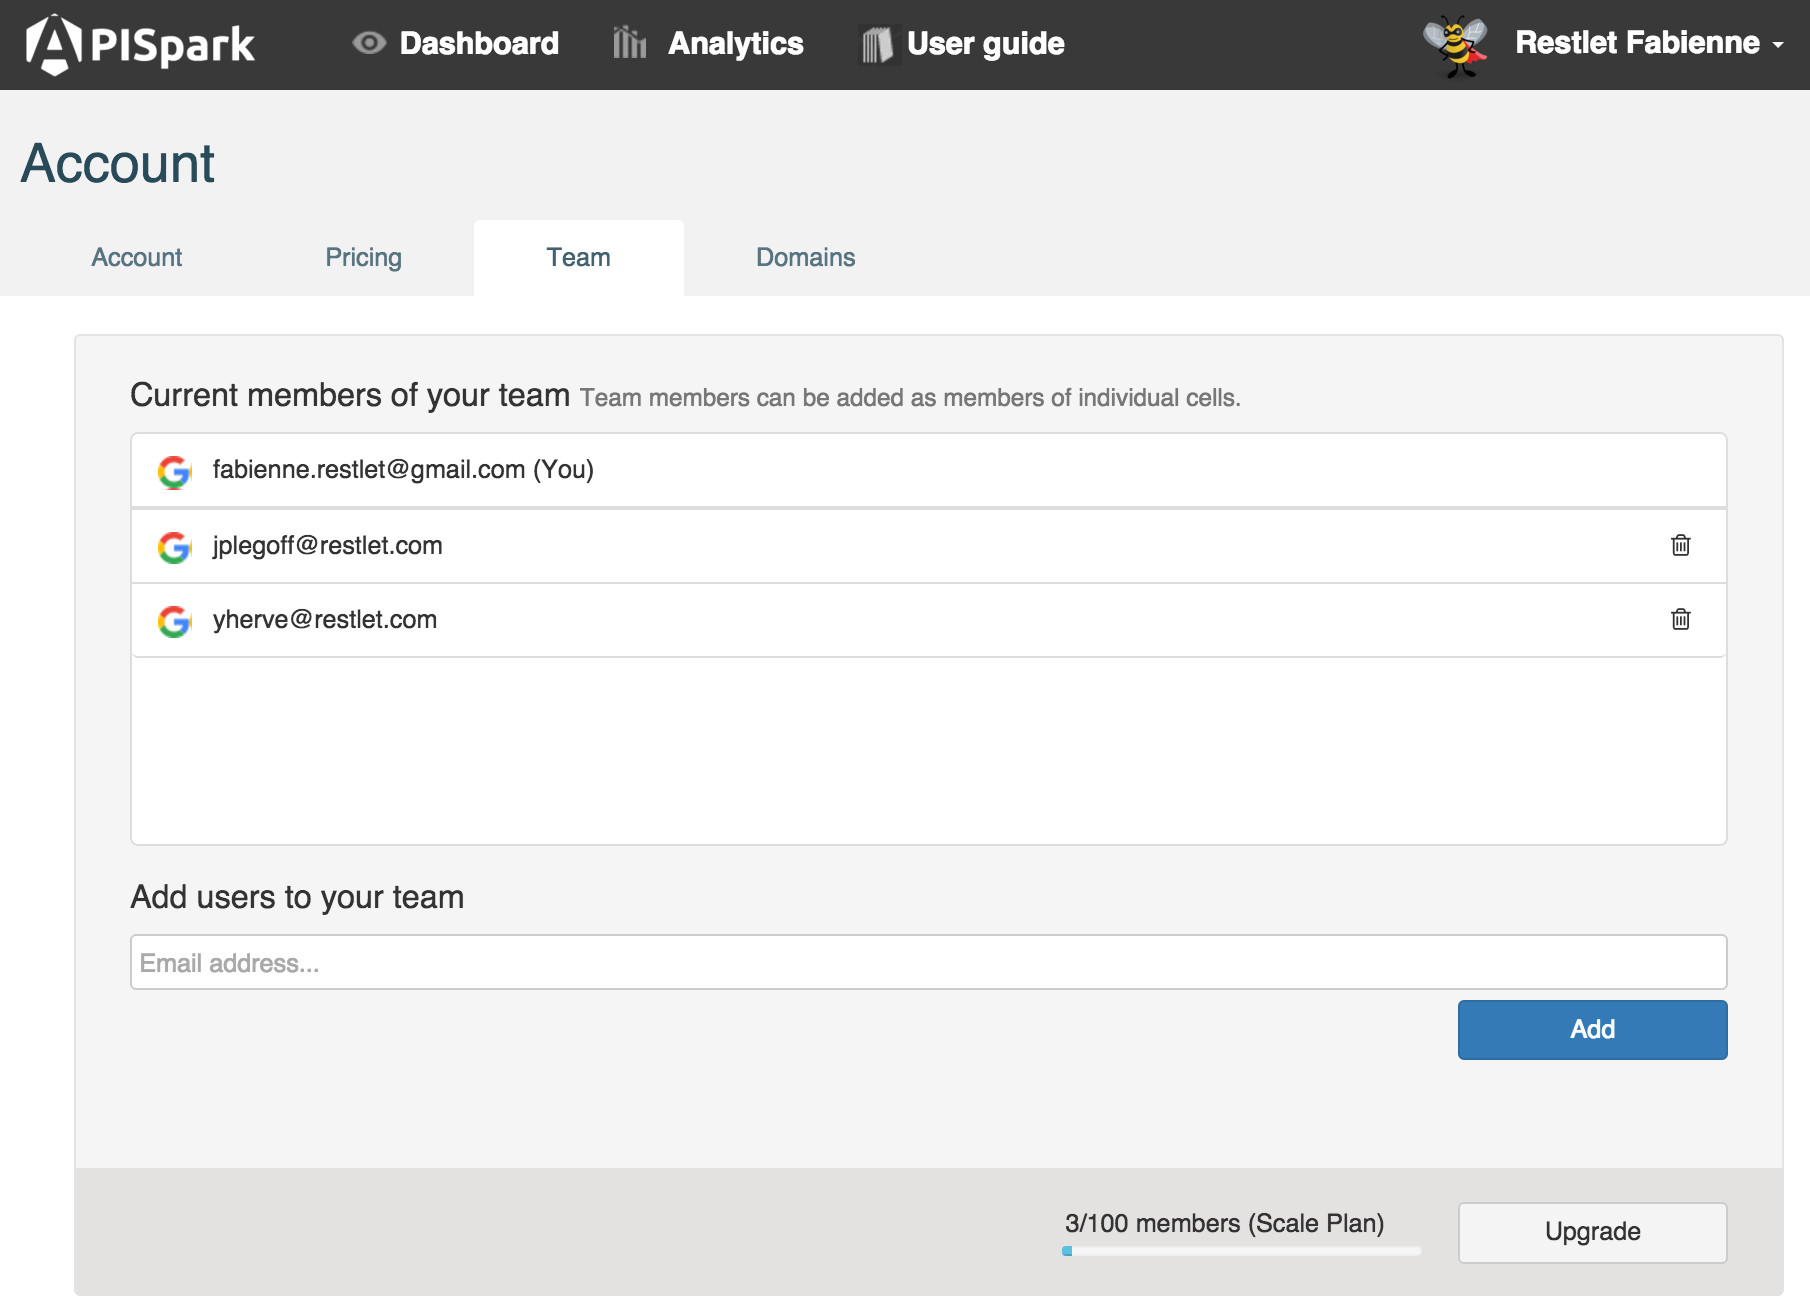 APISpark Dashboard Analytics User guide Restlet Fabienne
Account
Account Pricing Team Domains
Current members of your team Team members can be added as members of individual cells.
fabienne.restlet@gmail.com (You)
jplegoff@restlet.com
yherve@restlet.com
Add users to your team
Email address...
Add
3/100 members (Scale Plan)
Upgrade